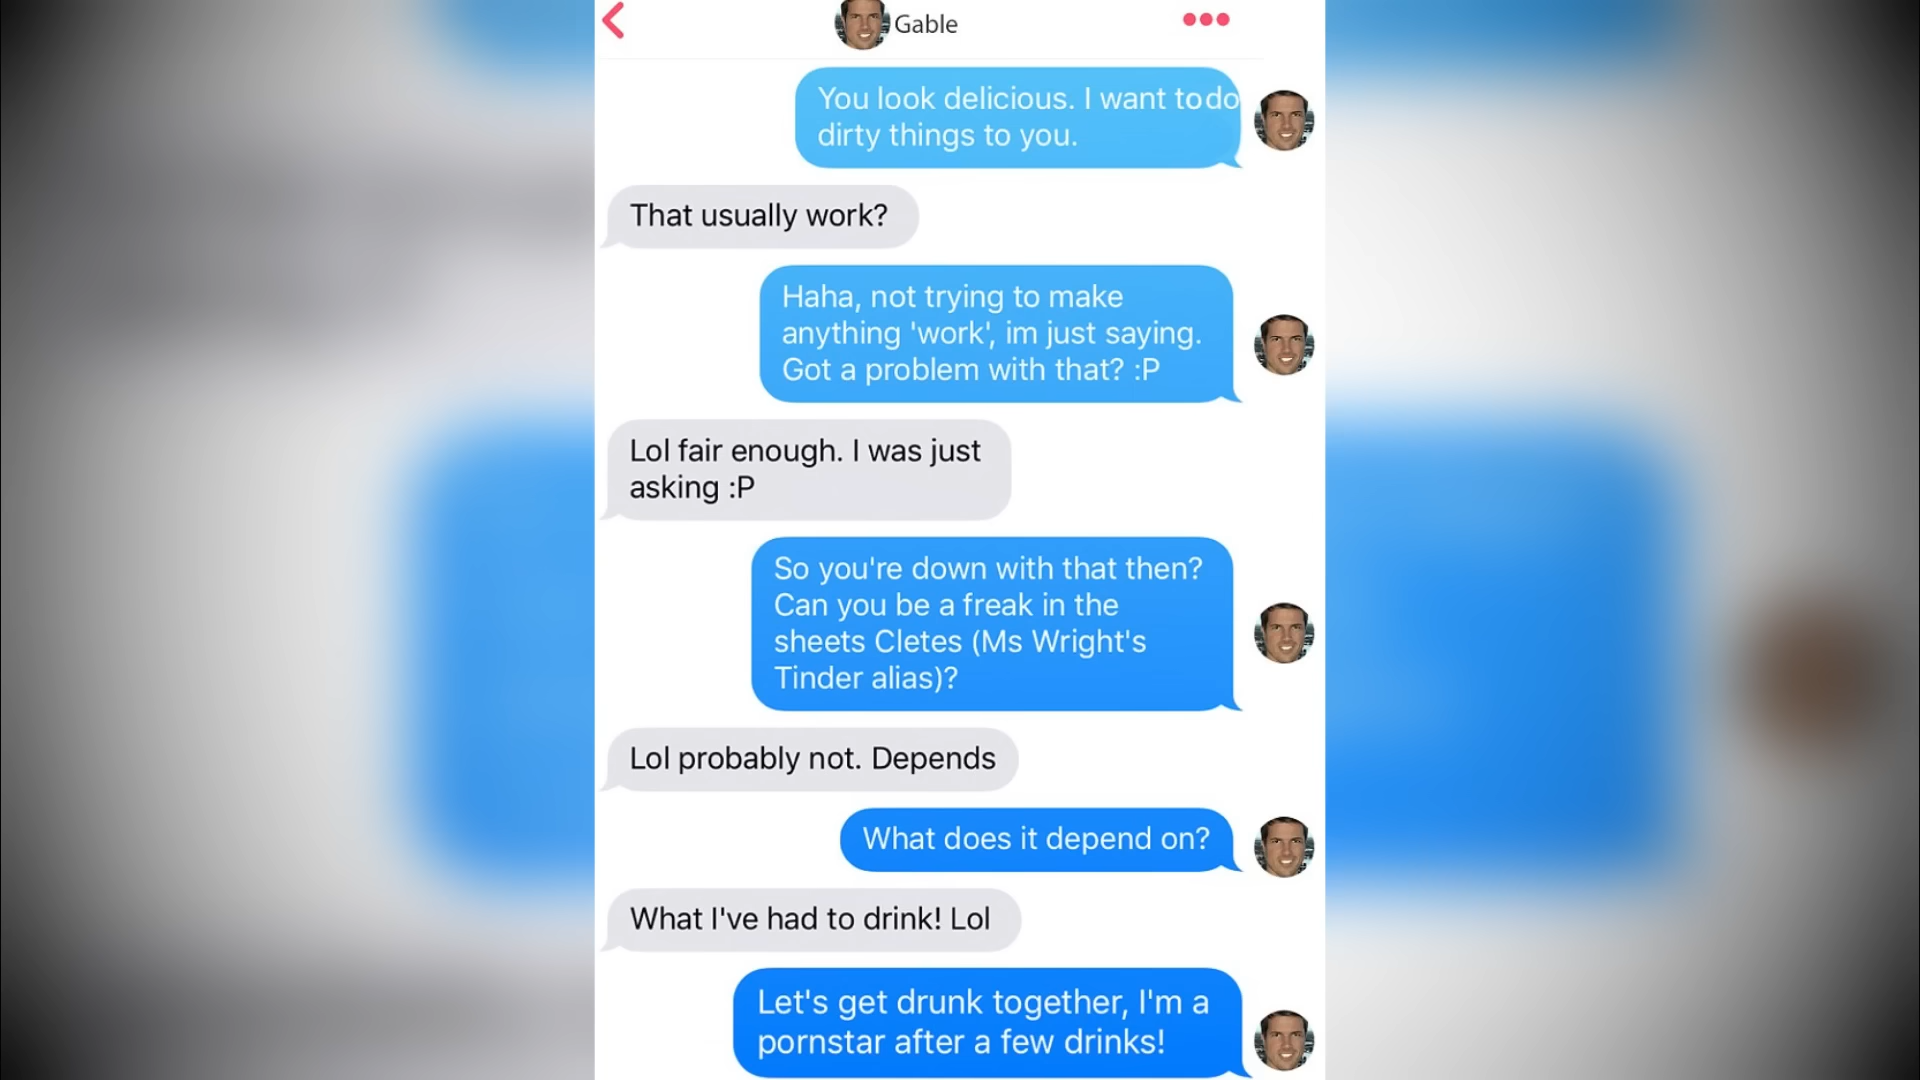 Gable
You look delicious. I want to do
dirty things to you.
That usually work?
Haha, not trying to make
anything 'work', im just saying.
Got a problem with that? :P
Lol fair enough. I was just
asking :P
So you're down with that then?
Can you be a freak in the
sheets Cletes (Ms Wright's
Tinder alias)?
Lol probably not. Depends
What does it depend on?
What I've had to drink! Lol
Let's get drunk together, I'm a
pornstar after a few drinks!